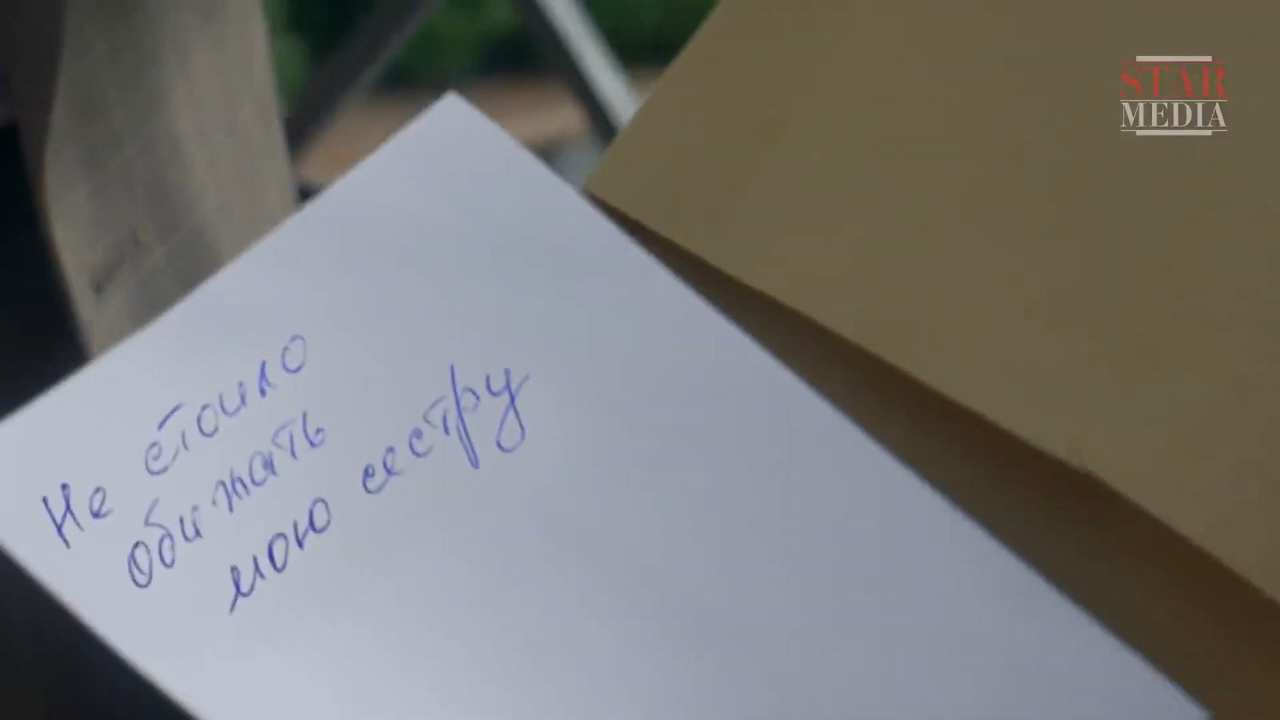 STAR
MEDIA
Не стоило
обижать
мою сестру